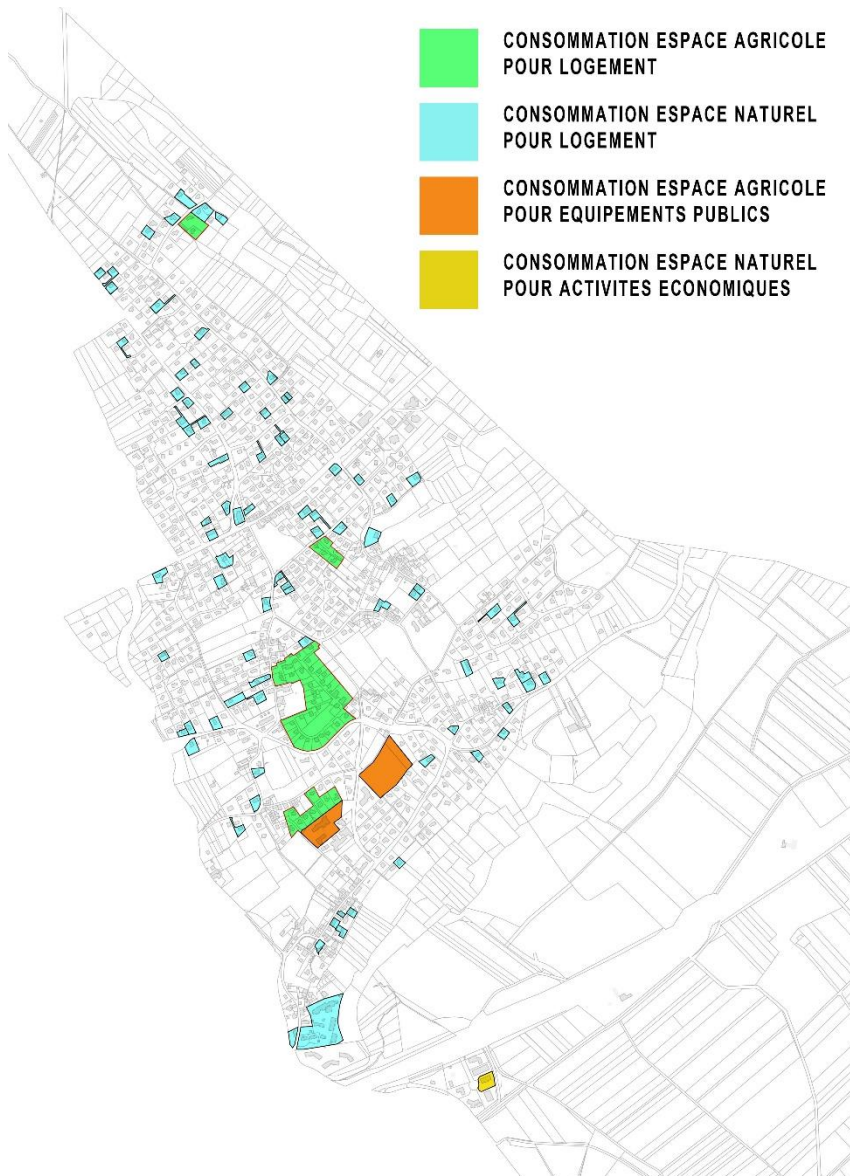 CONSOMMATION ESPACE AGRICOLE
POUR LOGEMENT
CONSOMMATION ESPACE NATUREL
POUR LOGEMENT
CONSOMMATION ESPACE AGRICOLE
POUR EQUIPEMENTS PUBLICS
CONSOMMATION ESPACE NATUREL
POUR ACTIVITES ECONOMIQUES